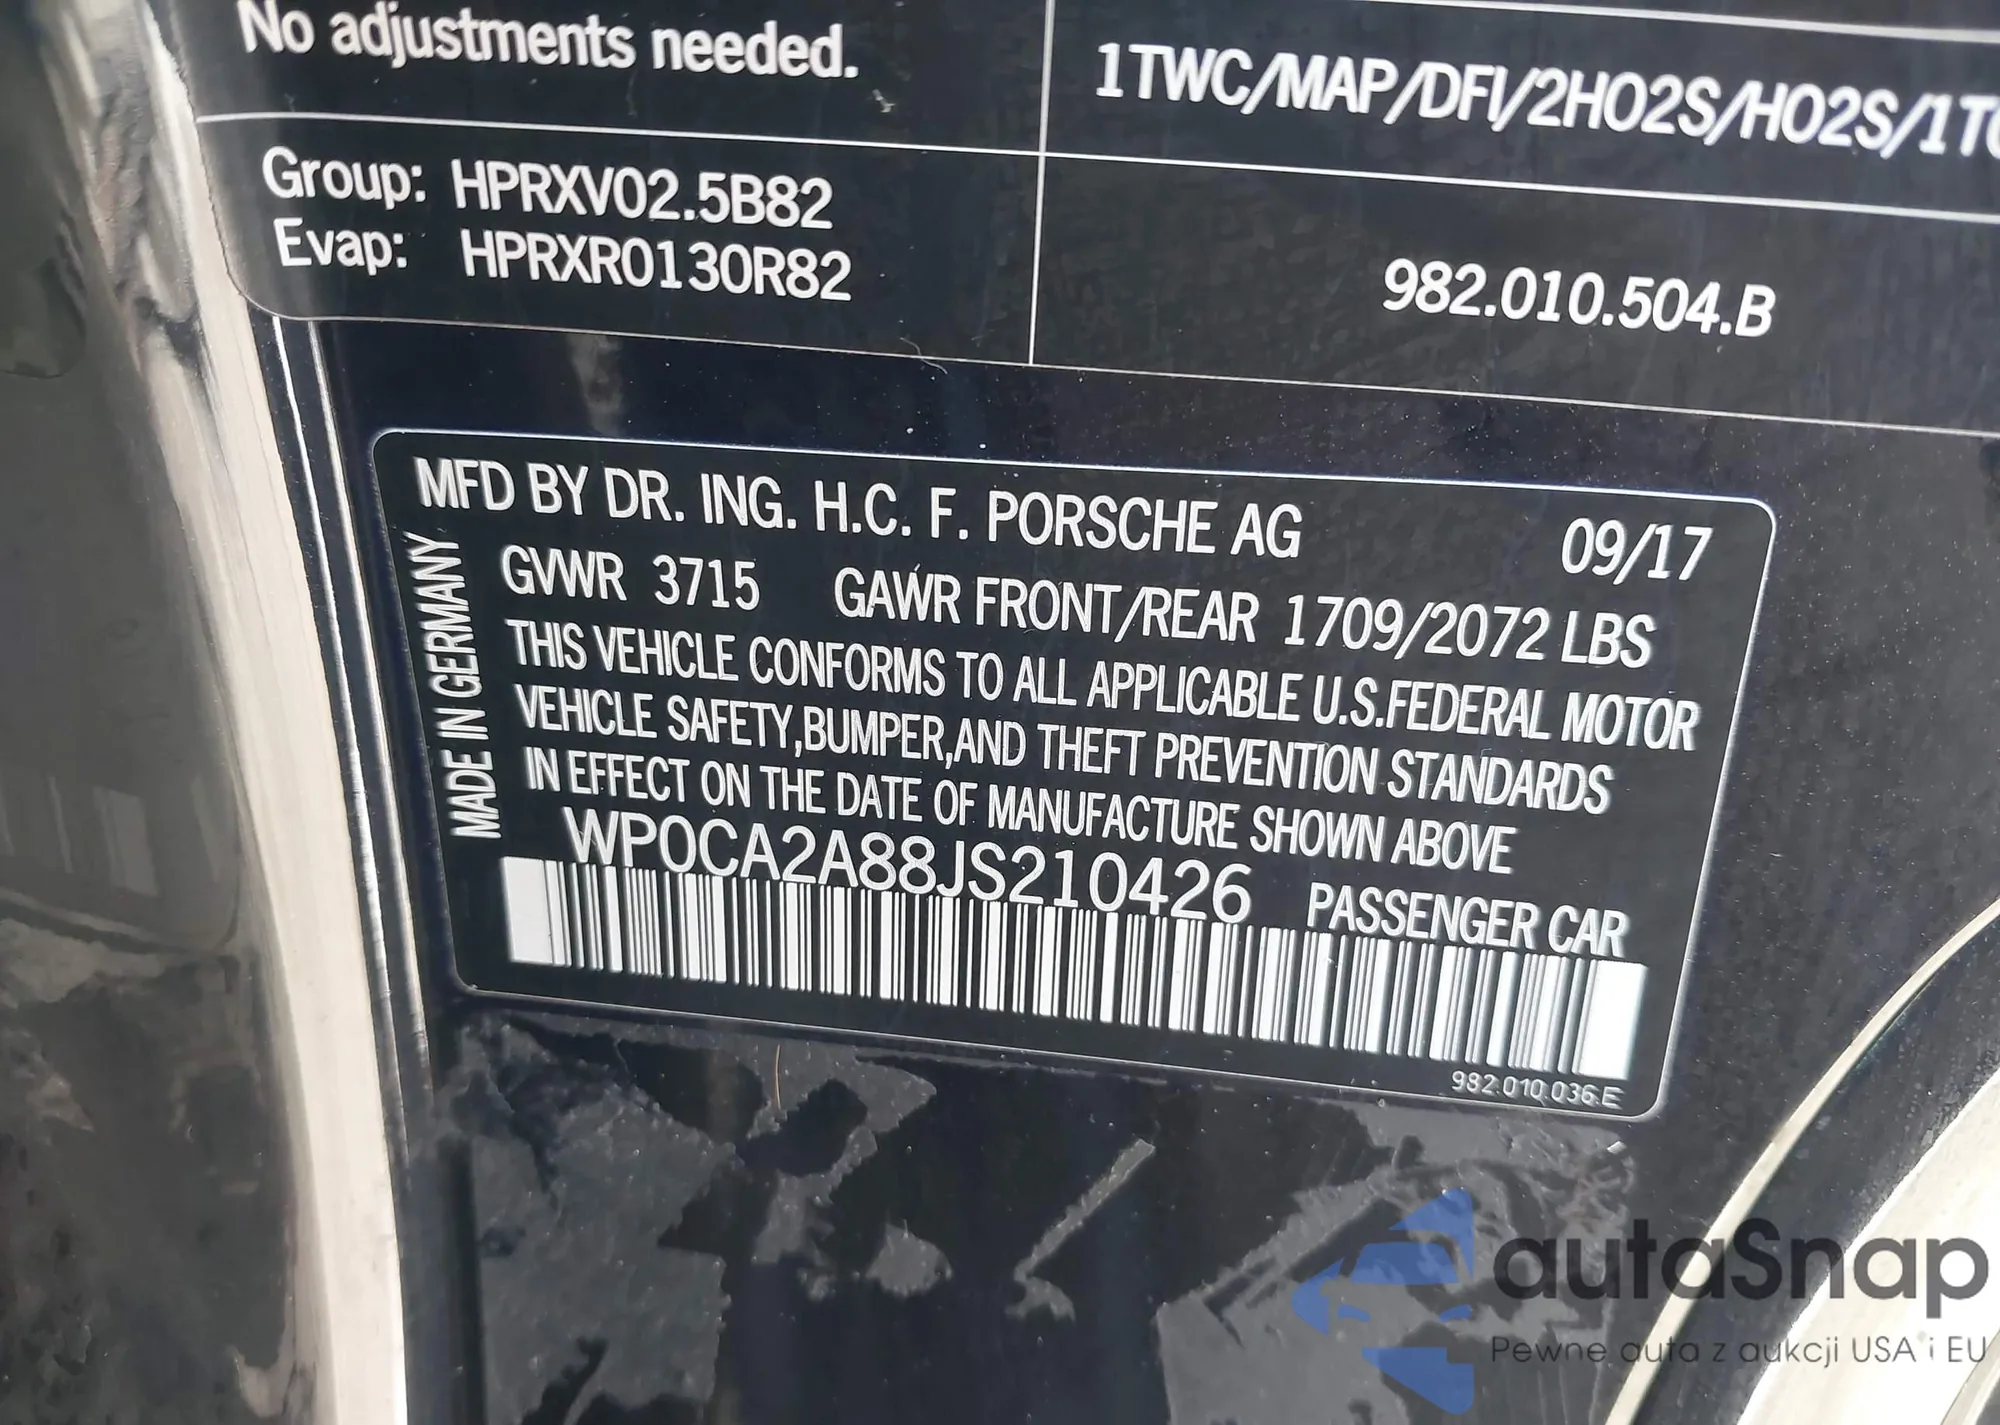 No adjustments needed.
1TWC/MAP/DFI/2HO2S/HO2S/1TC
Group: HPRXV02.5B82
Evap: HPRXR0130R82
982.010.504.B
MFD BY DR. ING. H.C. F. PORSCHE AG 09/17
GVWR 3715 GAWR FRONT/REAR 1709/2072 LBS
THIS VEHICLE CONFORMS TO ALL APPLICABLE U.S.FEDERAL MOTOR
VEHICLE SAFETY,BUMPER,AND THEFT PREVENTION STANDARDS
IN EFFECT ON THE DATE OF MANUFACTURE SHOWN ABOVE
WP0CA2A88JS210426 PASSENGER CAR
MADE IN GERMANY
982.010.036.E
autaSnap
Pewne auta z aukcji USA i EU